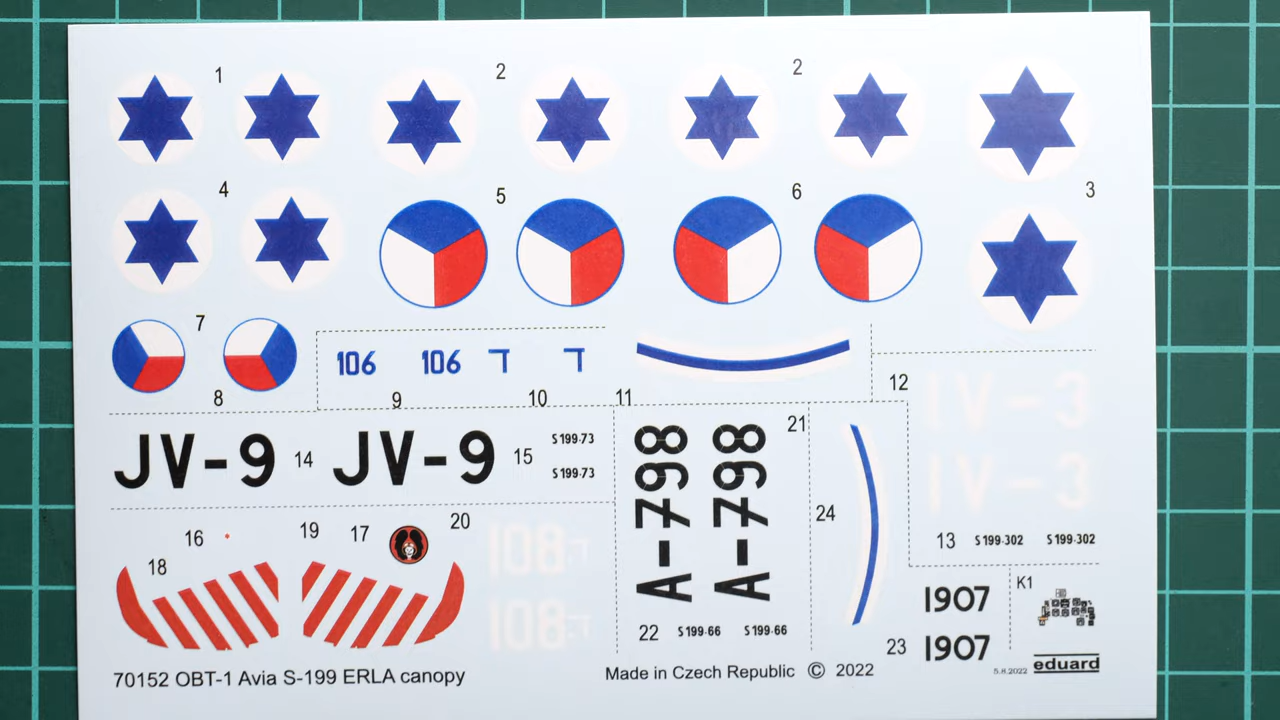 1 2 2
4 5 6 3
7
106 106 ㄱ ㄱ
8 9 10 11 12
IV-3
IV-3
JV-9 14 JV-9 15 S199-73
S199-73
A-798 A-798 21
24
13 S199-302 S199-302
16 19 17 20
18
108 ㄱ
108 ㄱ
22 S199-66 S199-66
1907 K1
23 1907
70152 OBT-1 Avia S-199 ERLA canopy
Made in Czech Republic © 2022
5.8.2022 eduard